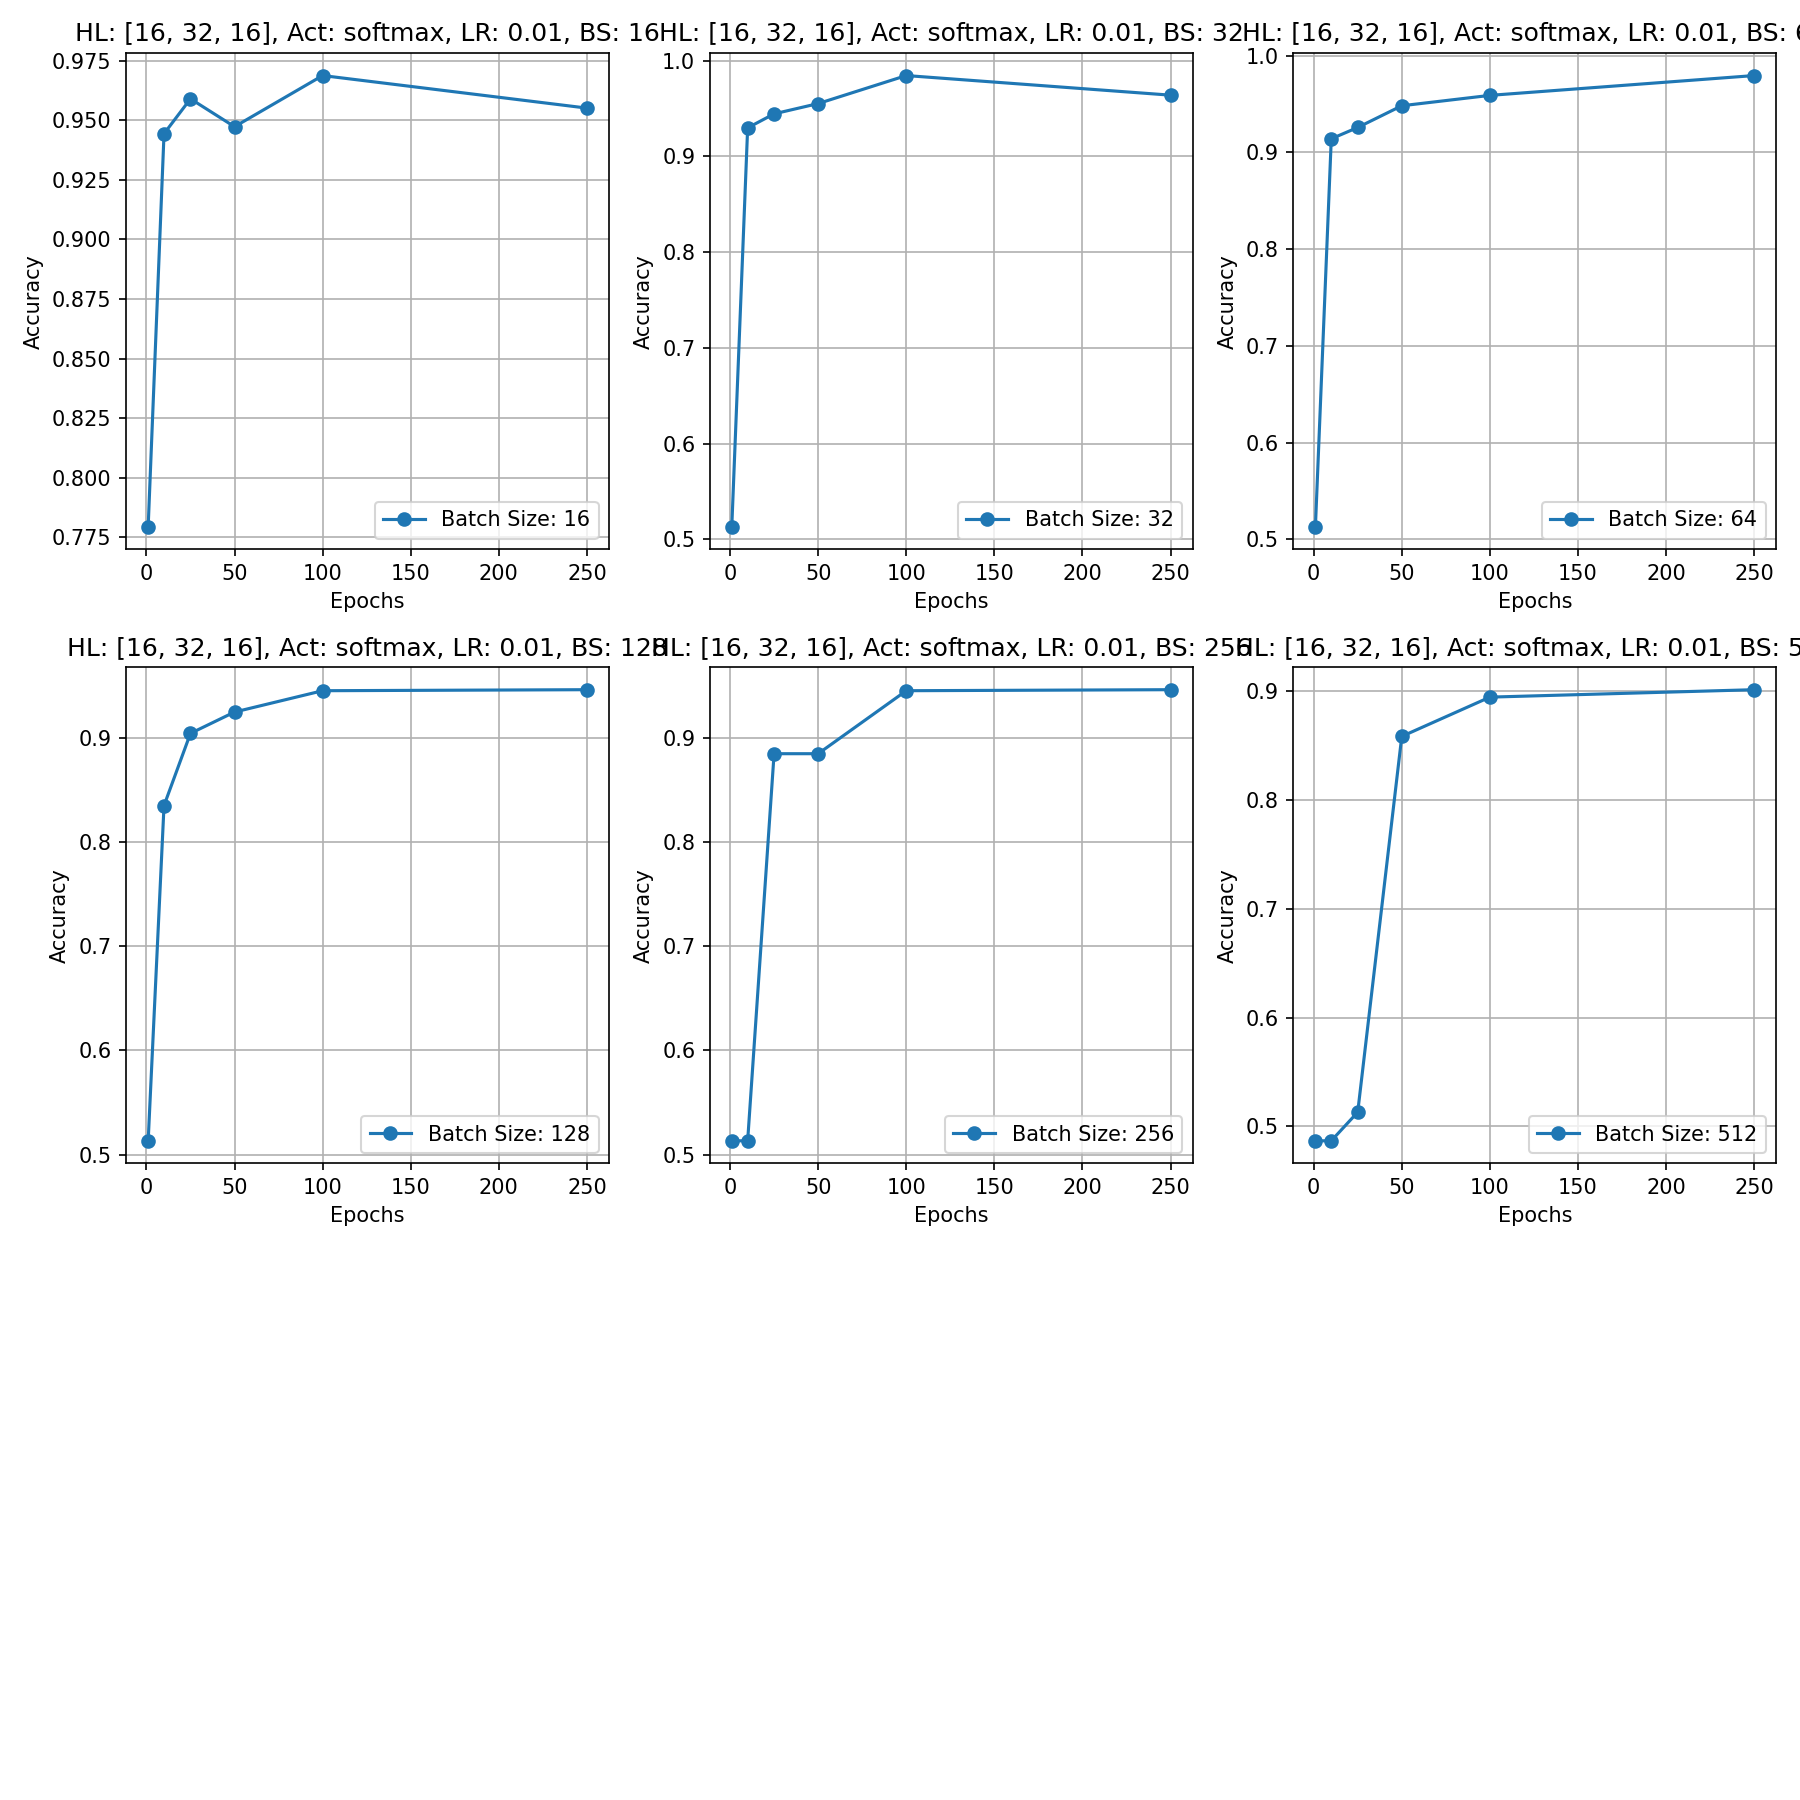 HL: [16, 32, 16], Act: softmax, LR: 0.01, BS: 16
0.975
0.950
0.925
0.900
0.875
0.850
0.825
0.800
0.775
Accuracy
Batch Size: 16
0 50 100 150 200 250
Epochs
HL: [16, 32, 16], Act: softmax, LR: 0.01, BS: 32
1.0
0.9
0.8
0.7
0.6
0.5
Accuracy
Batch Size: 32
0 50 100 150 200 250
Epochs
HL: [16, 32, 16], Act: softmax, LR: 0.01, BS: 6
1.0
0.9
0.8
0.7
0.6
0.5
Accuracy
Batch Size: 64
0 50 100 150 200 250
Epochs
HL: [16, 32, 16], Act: softmax, LR: 0.01, BS: 128
0.9
0.8
0.7
0.6
0.5
Accuracy
Batch Size: 128
0 50 100 150 200 250
Epochs
HL: [16, 32, 16], Act: softmax, LR: 0.01, BS: 256
0.9
0.8
0.7
0.6
0.5
Accuracy
Batch Size: 256
0 50 100 150 200 250
Epochs
HL: [16, 32, 16], Act: softmax, LR: 0.01, BS: 5
0.9
0.8
0.7
0.6
0.5
Accuracy
Batch Size: 512
0 50 100 150 200 250
Epochs